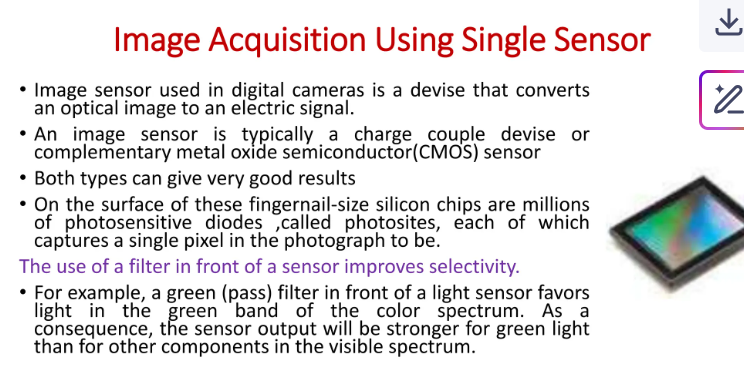 Image Acquisition Using Single Sensor
• Image sensor used in digital cameras is a devise that converts
an optical image to an electric signal.
• An image sensor is typically a charge couple devise or
complementary metal oxide semiconductor(CMOS) sensor
• Both types can give very good results
• On the surface of these fingernail-size silicon chips are millions
of photosensitive diodes ,called photosites, each of which
captures a single pixel in the photograph to be.
The use of a filter in front of a sensor improves selectivity.
• For example, a green (pass) filter in front of a light sensor favors
light in the green band of the color spectrum. As a
consequence, the sensor output will be stronger for green light
than for other components in the visible spectrum.